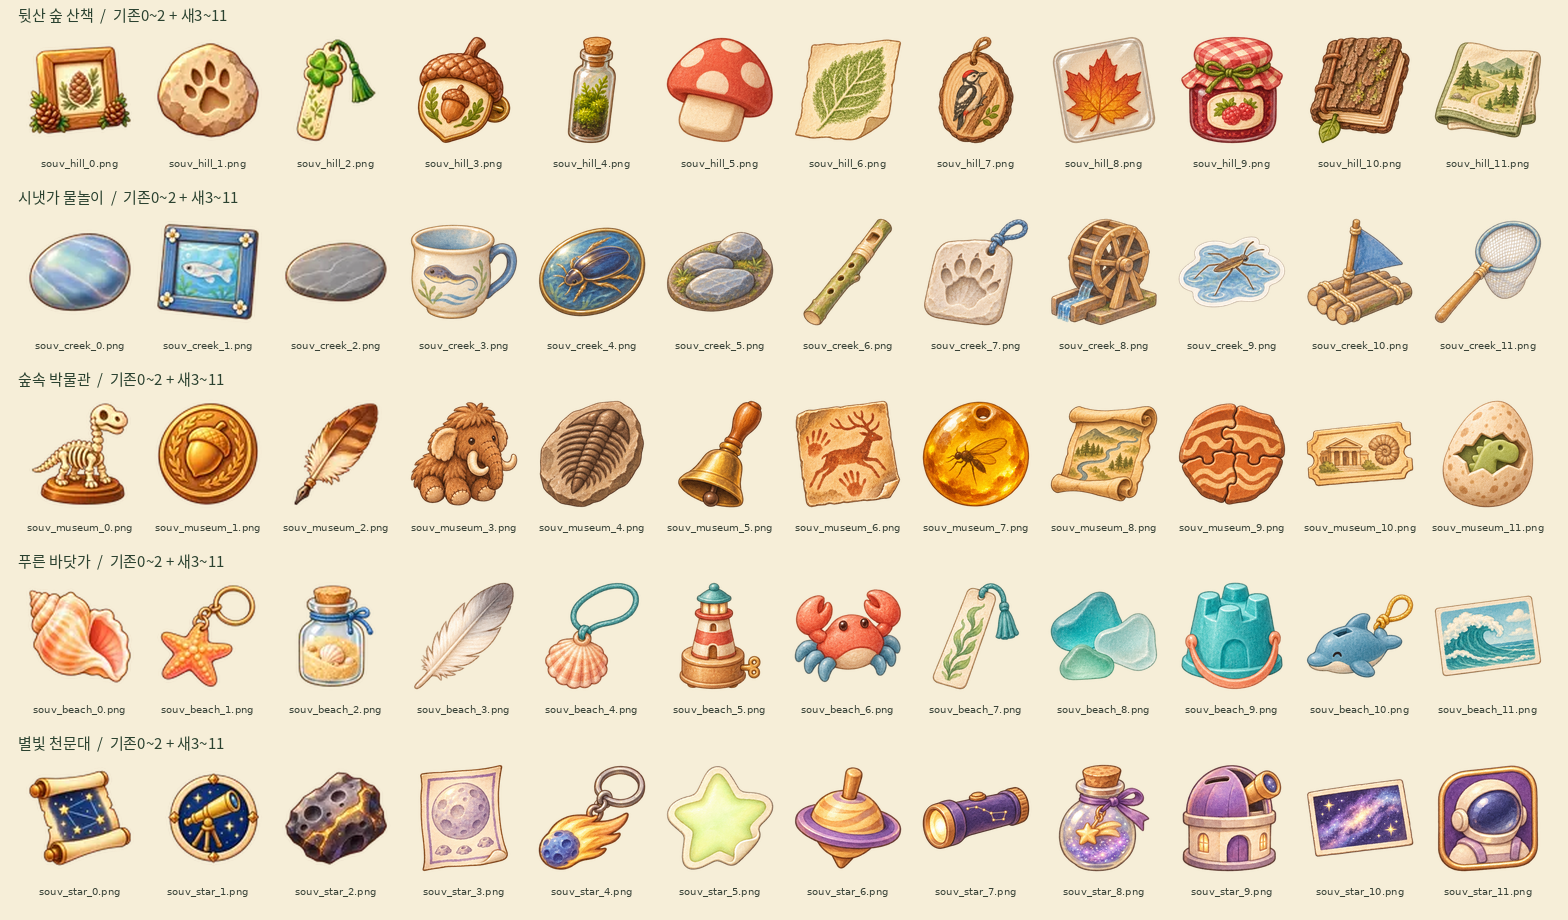 뒷산 숲 산책 / 기존0~2 + 새3~11
souv_hill_0.png souv_hill_1.png souv_hill_2.png souv_hill_3.png souv_hill_4.png souv_hill_5.png souv_hill_6.png souv_hill_7.png souv_hill_8.png souv_hill_9.png souv_hill_10.png souv_hill_11.png
시냇가 물놀이 / 기존0~2 + 새3~11
souv_creek_0.png souv_creek_1.png souv_creek_2.png souv_creek_3.png souv_creek_4.png souv_creek_5.png souv_creek_6.png souv_creek_7.png souv_creek_8.png souv_creek_9.png souv_creek_10.png souv_creek_11.png
숲속 박물관 / 기존0~2 + 새3~11
souv_museum_0.png souv_museum_1.png souv_museum_2.png souv_museum_3.png souv_museum_4.png souv_museum_5.png souv_museum_6.png souv_museum_7.png souv_museum_8.png souv_museum_9.png souv_museum_10.png souv_museum_11.png
푸른 바닷가 / 기존0~2 + 새3~11
souv_beach_0.png souv_beach_1.png souv_beach_2.png souv_beach_3.png souv_beach_4.png souv_beach_5.png souv_beach_6.png souv_beach_7.png souv_beach_8.png souv_beach_9.png souv_beach_10.png souv_beach_11.png
별빛 천문대 / 기존0~2 + 새3~11
souv_star_0.png souv_star_1.png souv_star_2.png souv_star_3.png souv_star_4.png souv_star_5.png souv_star_6.png souv_star_7.png souv_star_8.png souv_star_9.png souv_star_10.png souv_star_11.png